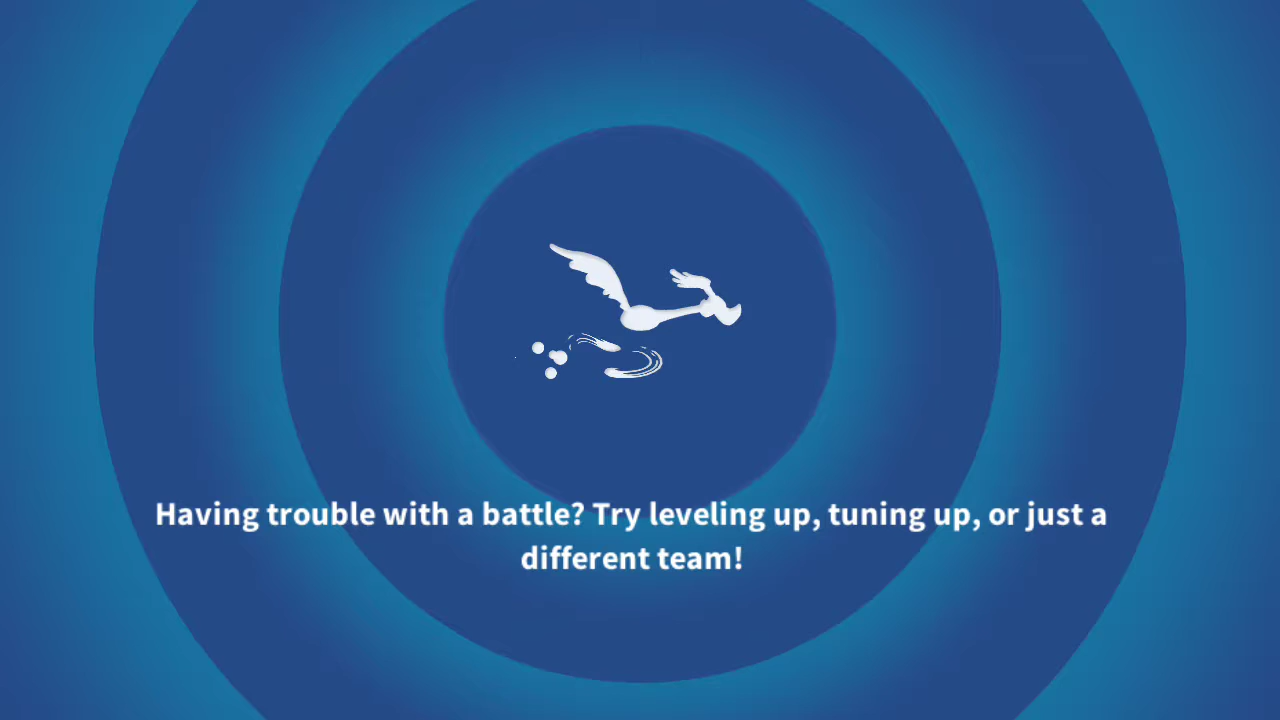 Having trouble with a battle? Try leveling up, tuning up, or just a
different team!